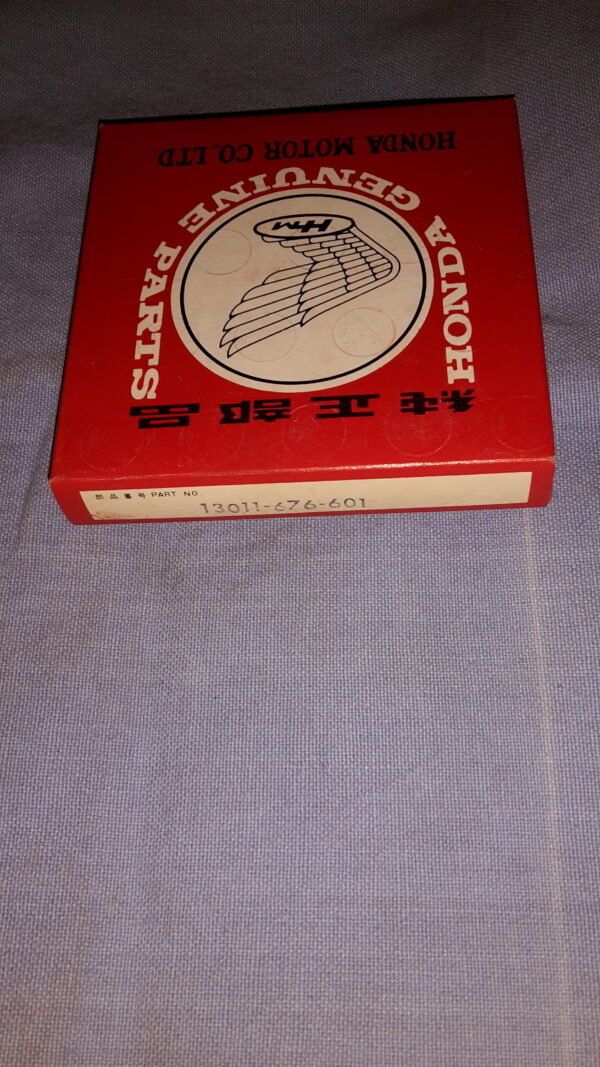 HONDA MOTOR CO., LTD
HONDA GENUINE PARTS
HM
純正部品
部品番号 PART NO.
13011-676-601